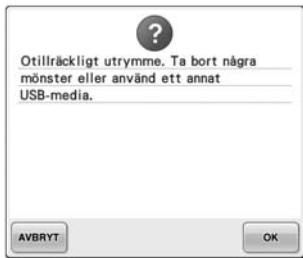 ?
Otillräckligt utrymme. Ta bort några
mönster eller använd ett annat
USB-media.
AVBRYT
OK